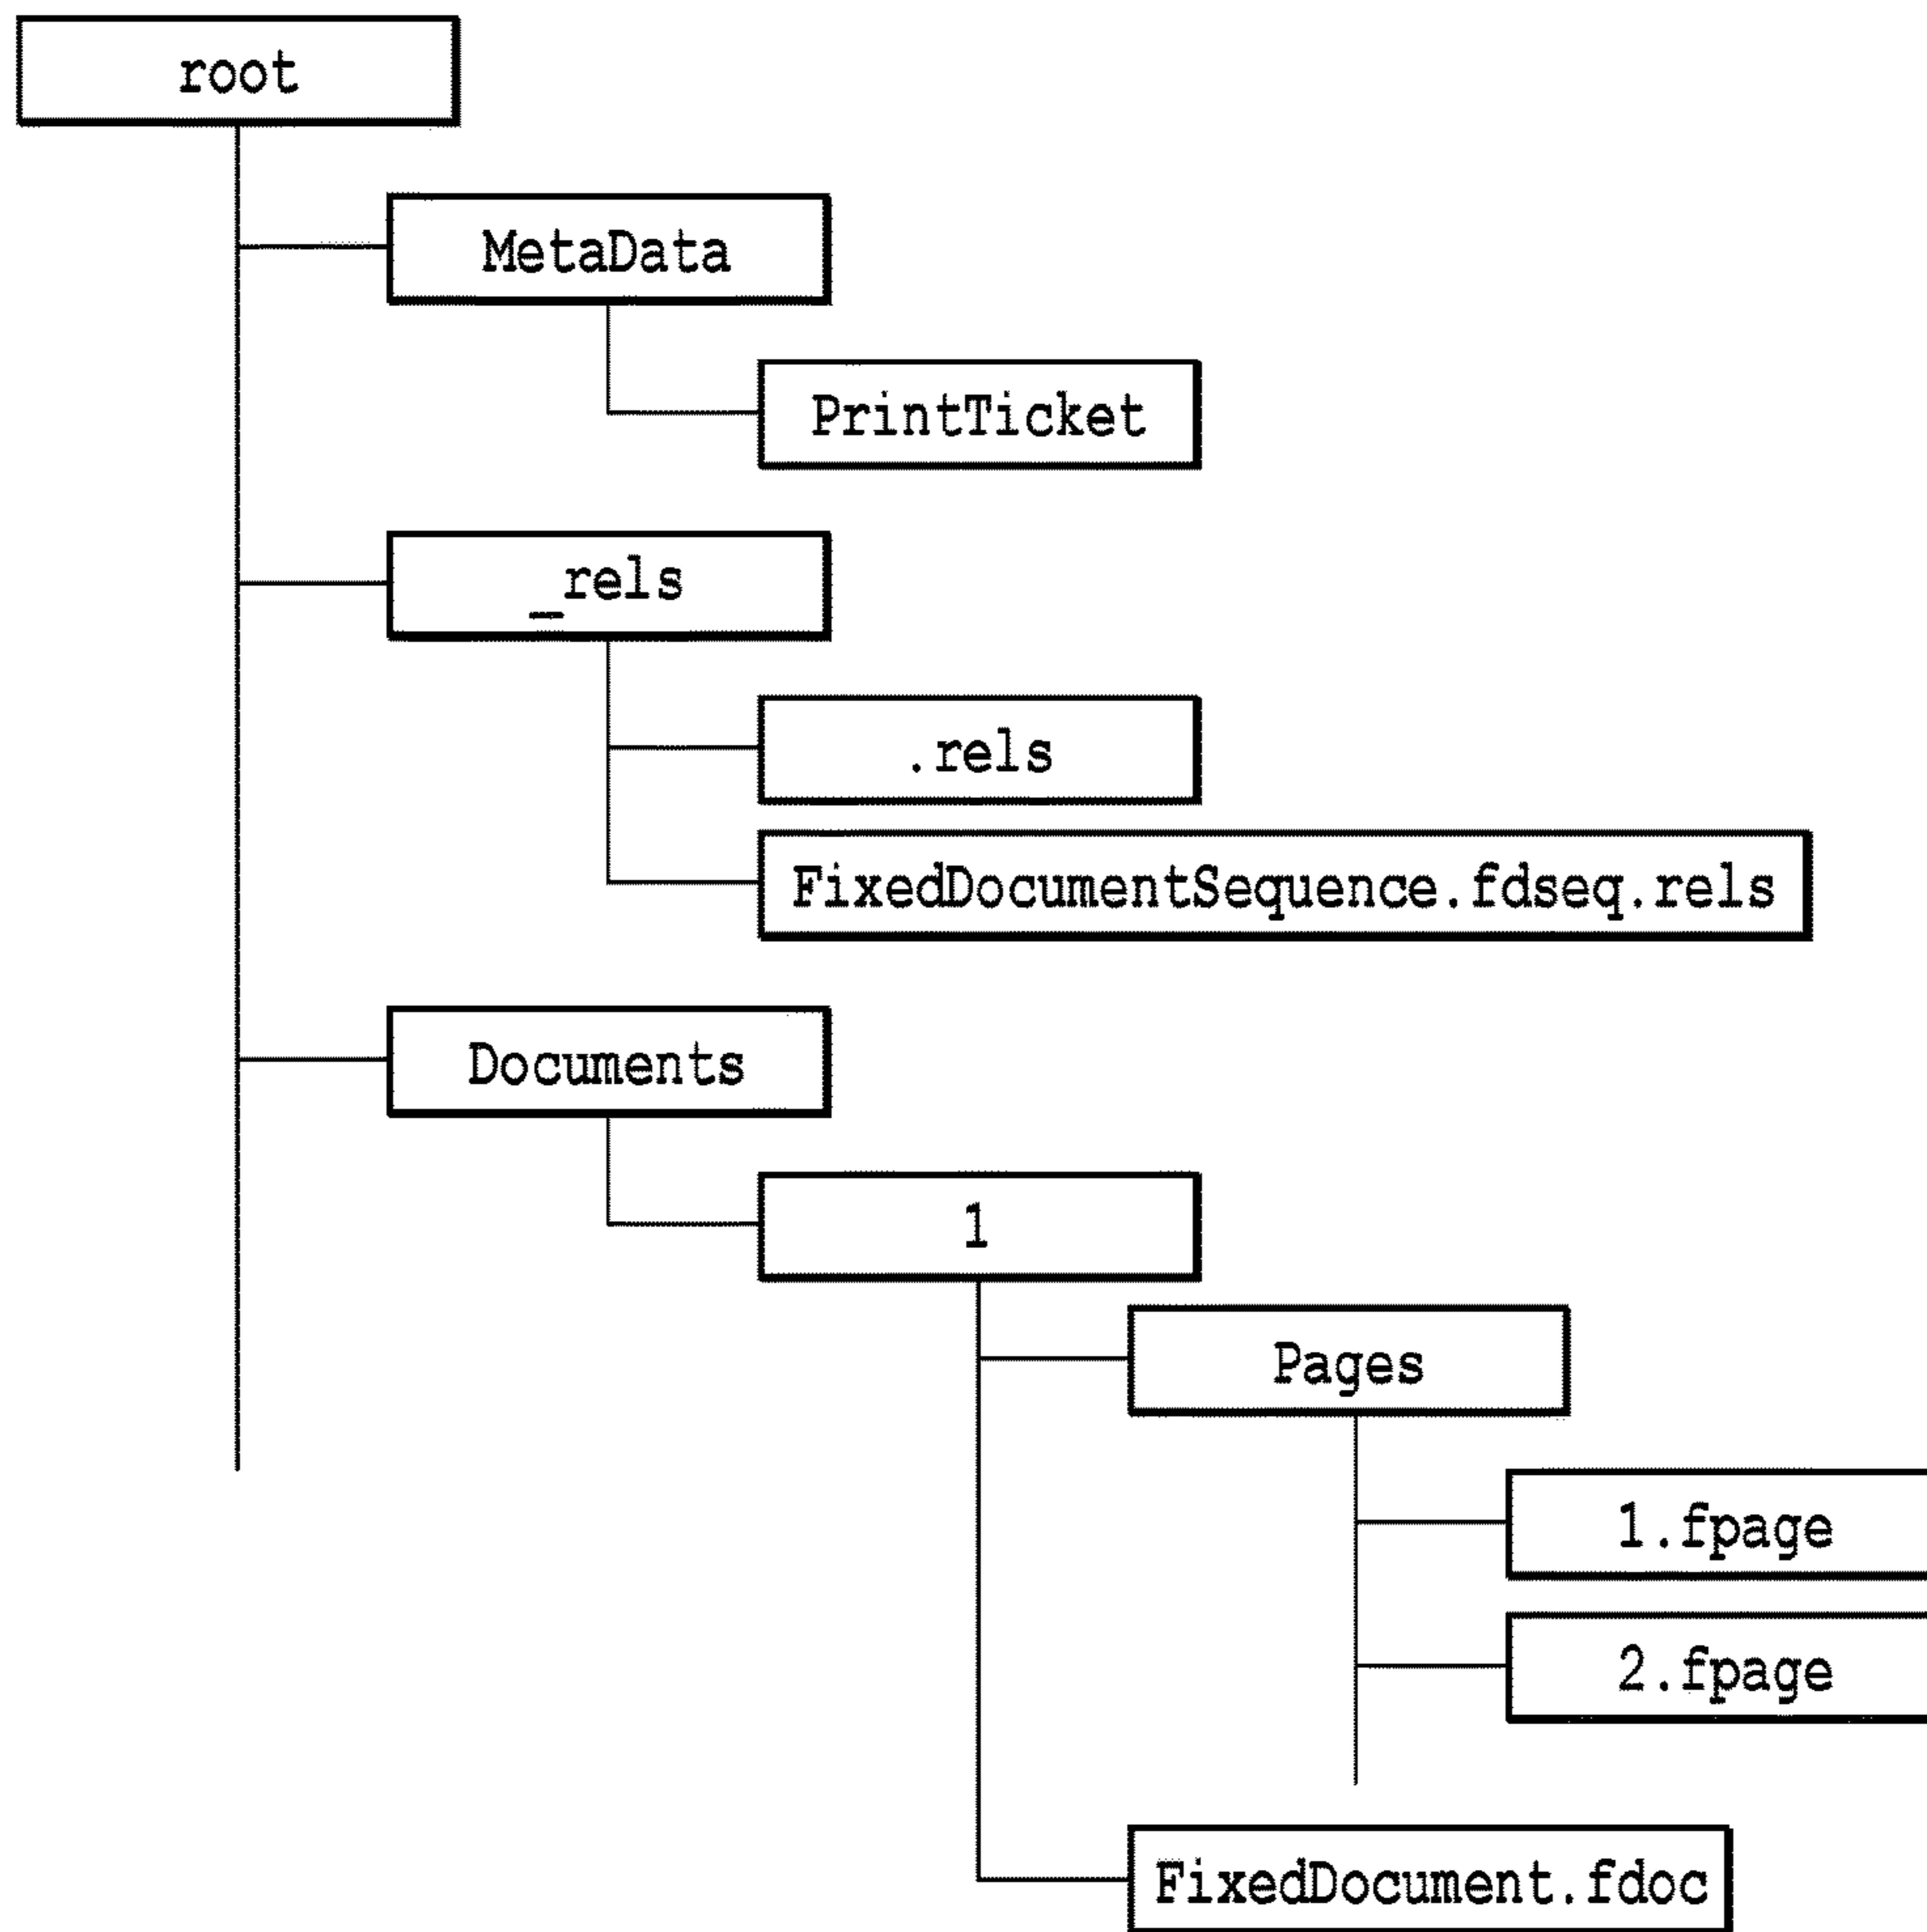 root
MetaData
PrintTicket
_rels
.rels
FixedDocumentSequence.fdseq.rels
Documents
1
Pages
1.fpage
2.fpage
FixedDocument.fdoc